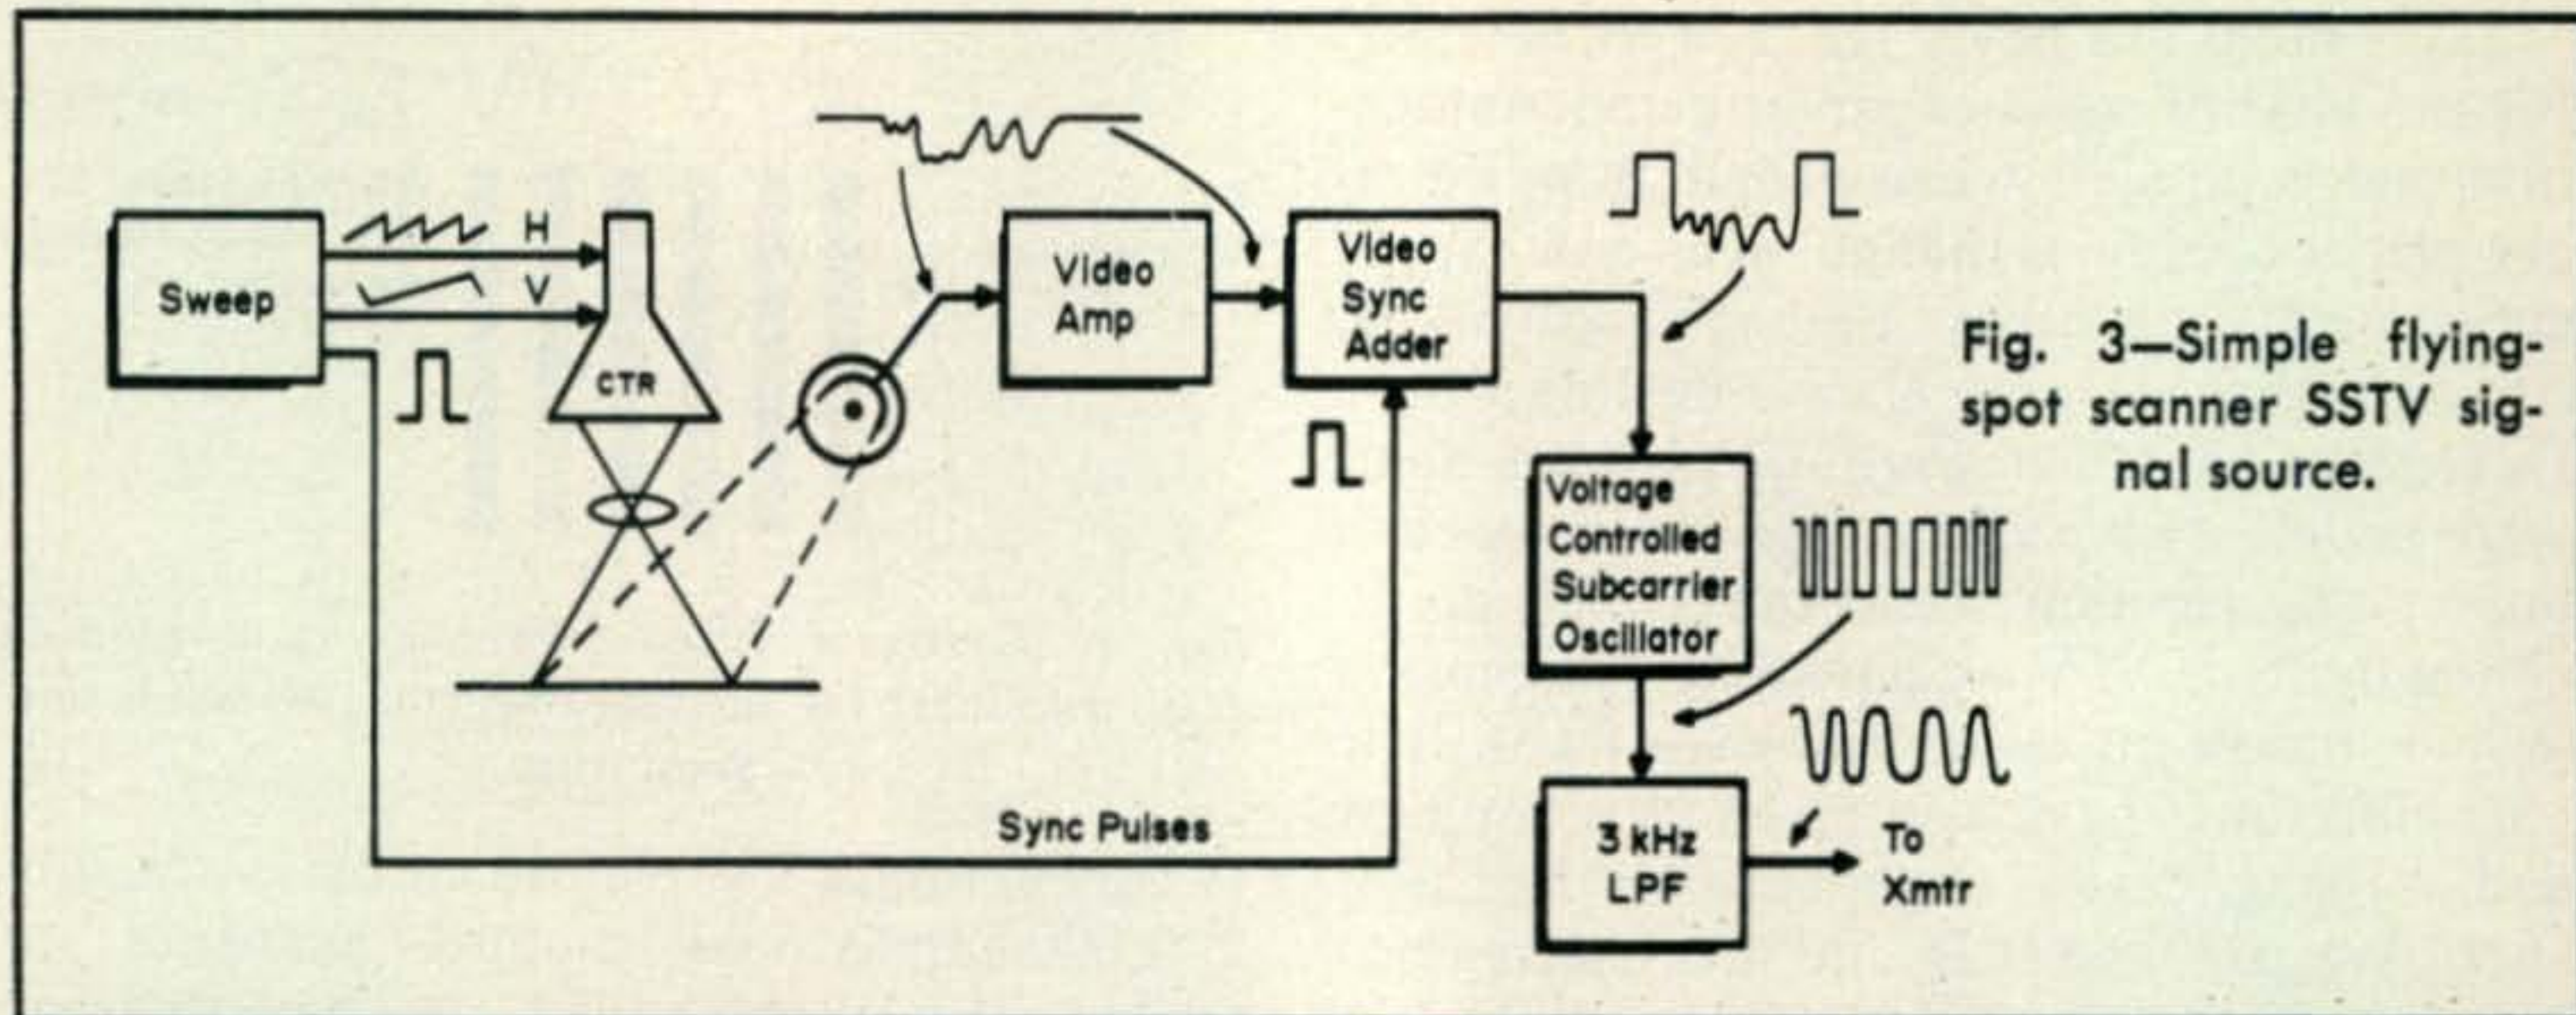 Sweep
H
V
CTR
Video
Amp
Video
Sync
Adder
Voltage
Controlled
Subcarrier
Oscillator
3 kHz
LPF
To
Xmtr
Sync Pulses
Fig. 3—Simple flying-
spot scanner SSTV sig-
nal source.